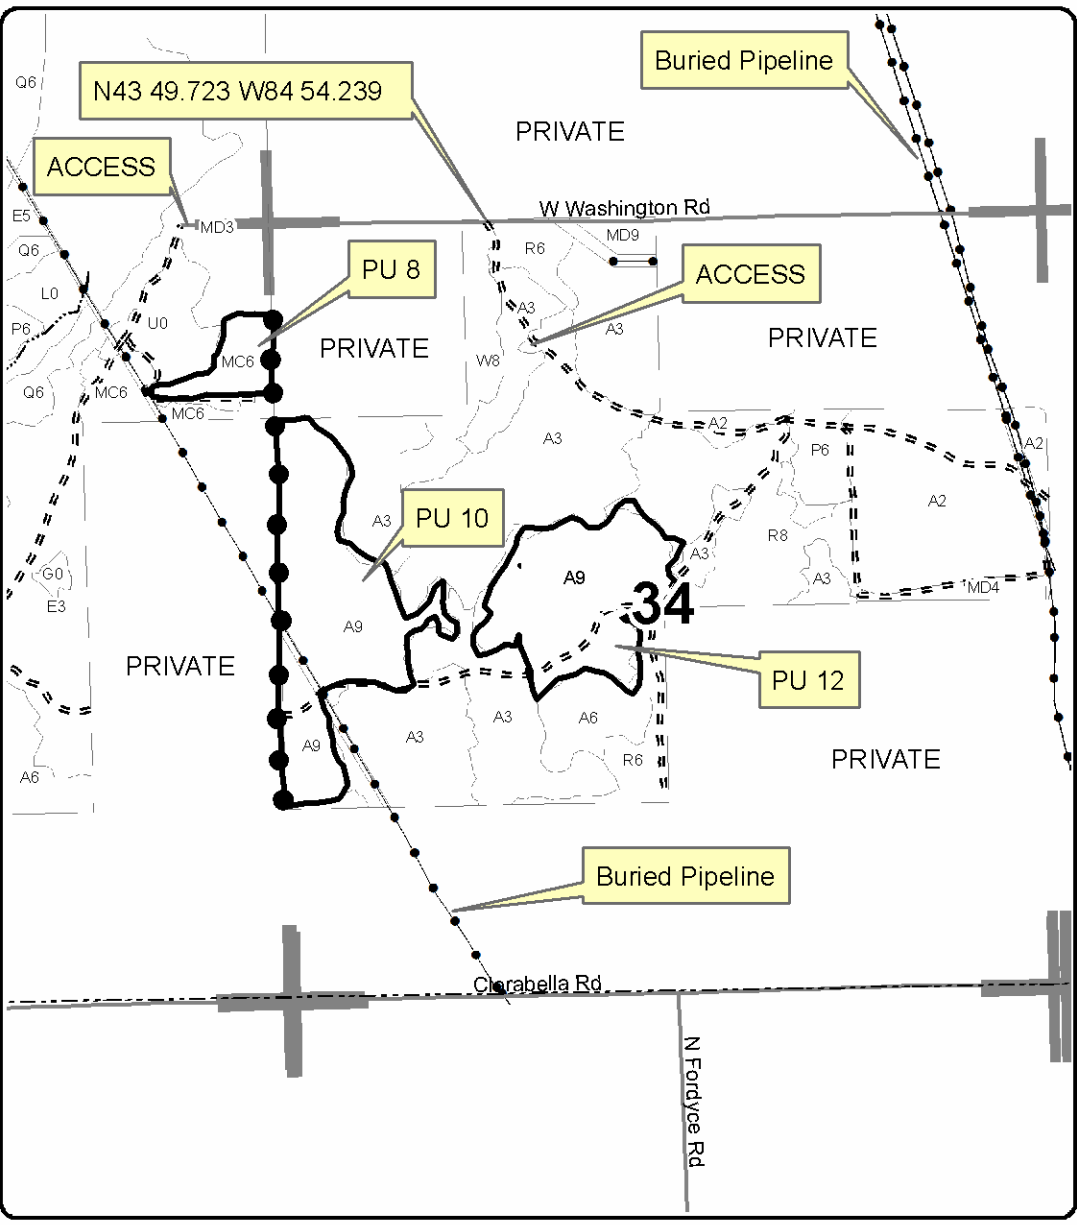 Buried Pipeline
Q6
N43 49.723 W84 54.239
PRIVATE
ACCESS
W Washington Rd
E5
MD3
MD9
Q6
R6
PU 8
ACCESS
L0
A3
P6
U0
A3
PRIVATE
PRIVATE
MC6
W8
Q6
MC6
MC6
A2
A3
P6
A2
A2
A3
PU 10
R8
A3
G0
A9
A3
MD4
E3
34
A9
PRIVATE
PU 12
A3
A6
A3
A9
R6
PRIVATE
A6
Buried Pipeline
Clarabella Rd
N Fordyce Rd